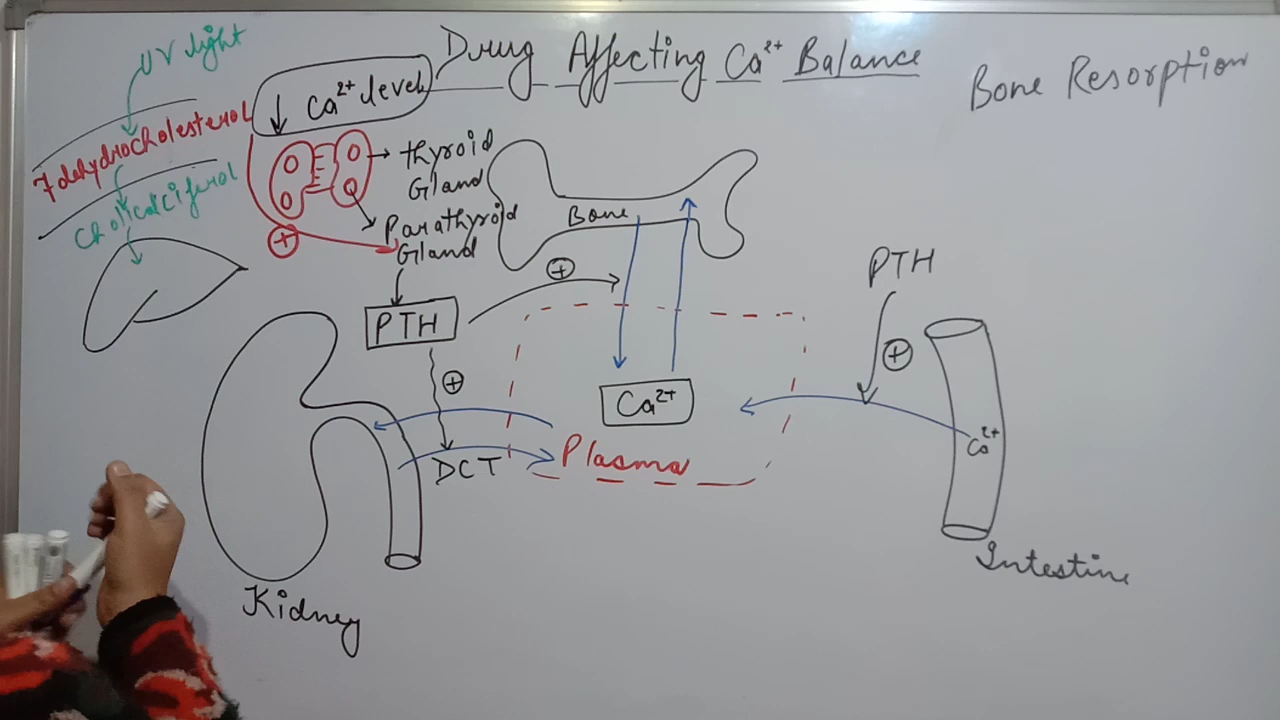 Drug Affecting Ca²⁺ Balance
Bone Resorption
UV light
7 dehydrocholesterol
Cholicalciferol
↓ Ca²⁺ level
thyroid
Gland
Parathyroid
Gland
+
PTH
+
+
DCT
Bone
Ca²⁺
Plasma
PTH
+
Ca²⁺
Intestine
Kidney